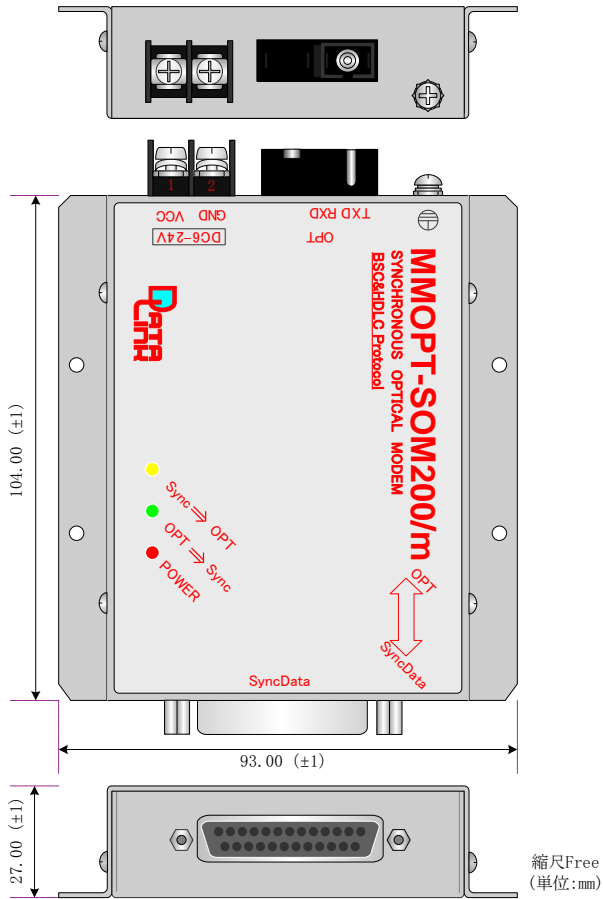 1 2
VCC GND
DC6-24V
TXD RXD
OPT
MMOPT-SOM200/m
SYNCHRONOUS OPTICAL MODEM
BSC&HDLC Protocol
DATA
LINK
Sync⇒OPT
OPT⇒Sync
POWER
OPT
SyncData
SyncData
104.00 (±1)
93.00 (±1)
27.00 (±1)
縮尺Free
(単位:mm)